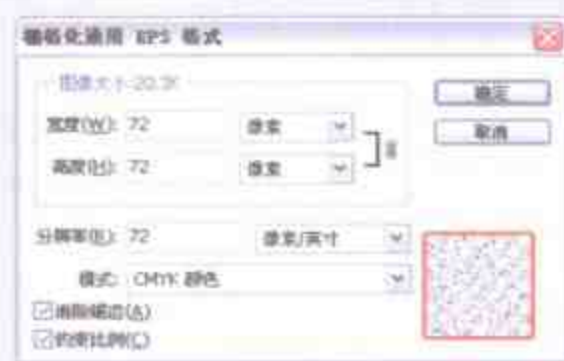 栅格化通用 EPS 格式
图像大小:20.3K
宽度(W): 72 像素
高度(H): 72 像素
确定
取消
分辨率(E): 72 像素/英寸
模式: CMYK 颜色
消除锯齿(A)
约束比例(C)